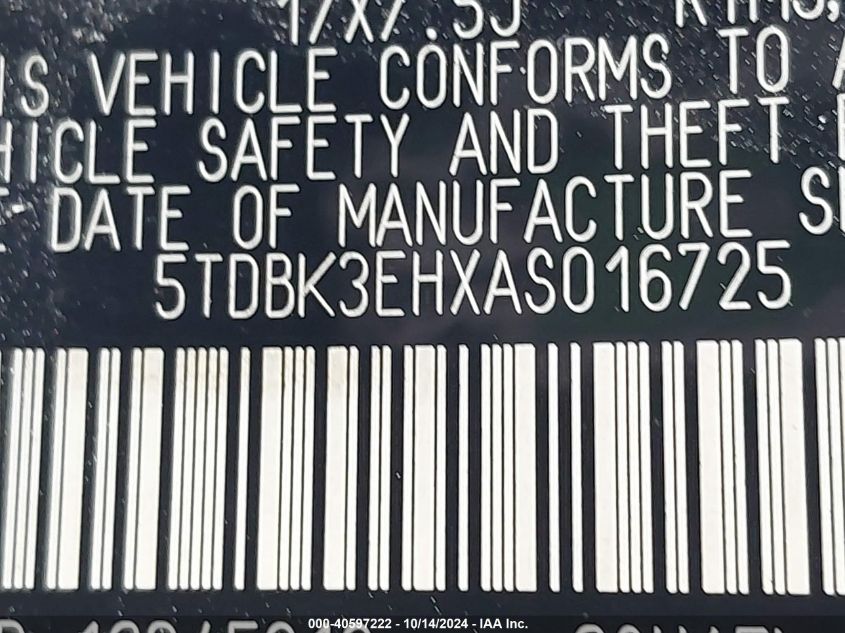 17X7.5J
IS VEHICLE CONFORMS TO A
HICLE SAFETY AND THEFT
E DATE OF MANUFACTURE S
5TDBK3EHXAS016725
000-40597222 - 10/14/2024 - IAA Inc.